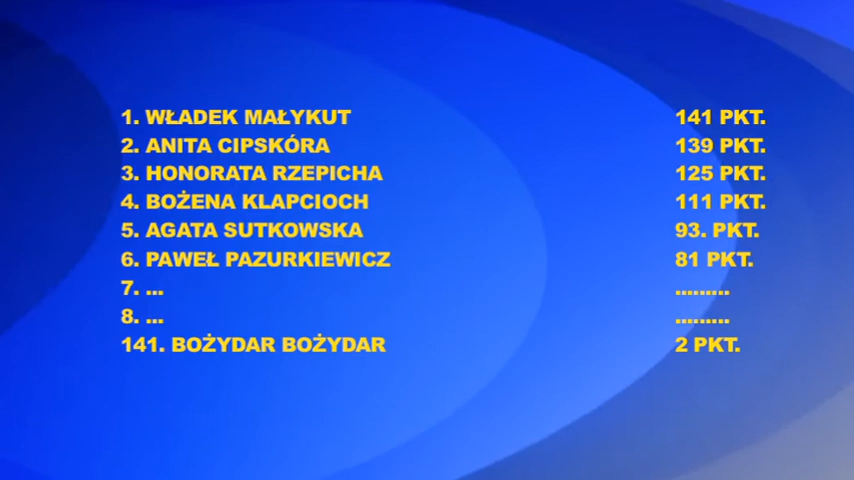 1. WŁADEK MAŁYKUT 141 PKT.
2. ANITA CIPSKÓRA 139 PKT.
3. HONORATA RZEPICHA 125 PKT.
4. BOŻENA KLAPCIOCH 111 PKT.
5. AGATA SUTKOWSKA 93. PKT.
6. PAWEŁ PAZURKIEWICZ 81 PKT.
7. ... .........
8. ... .........
141. BOŻYDAR BOŻYDAR 2 PKT.